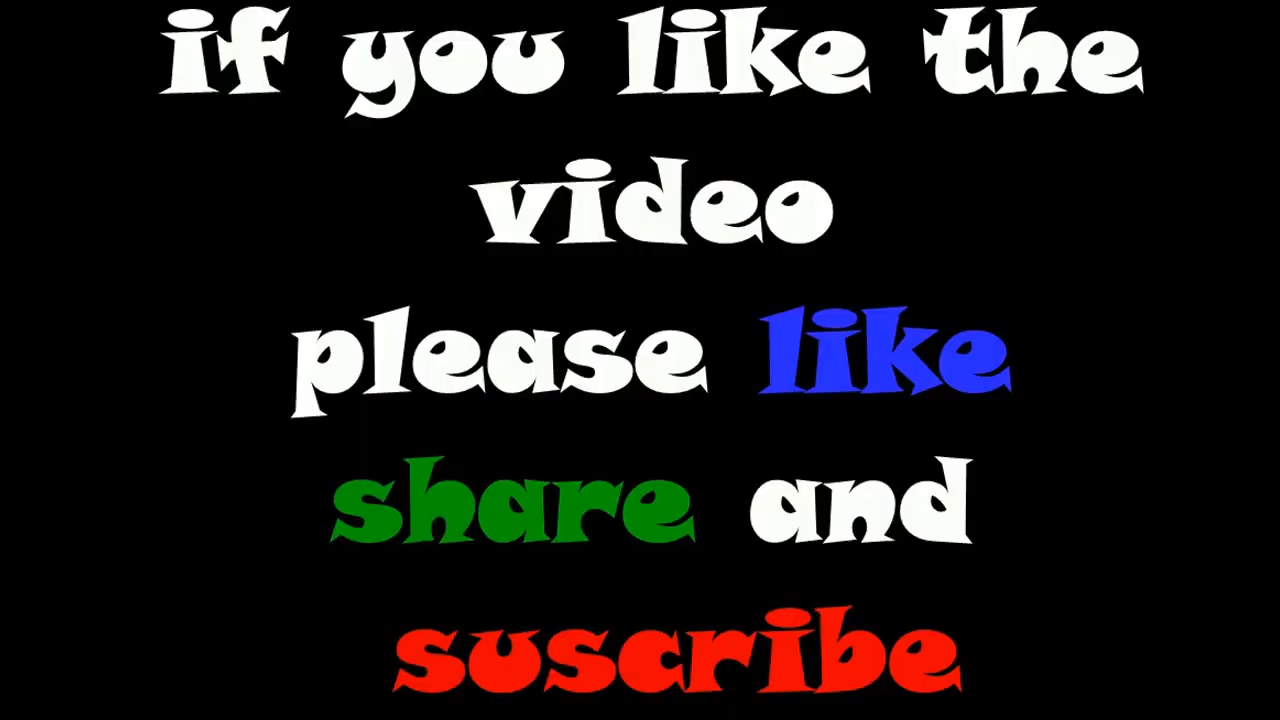 if you like the
video
please like
share and
suscribe